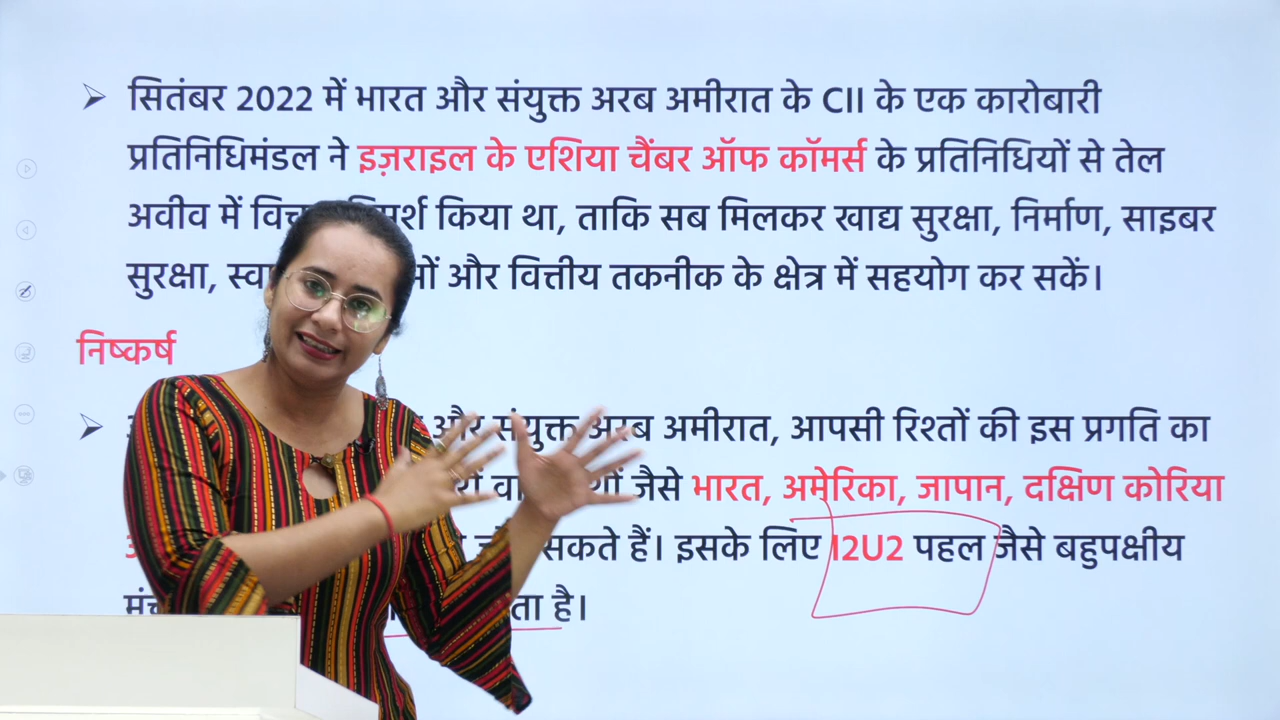 सितंबर 2022 में भारत और संयुक्त अरब अमीरात के CII के एक कारोबारी
प्रतिनिधिमंडल ने इज़राइल के एशिया चैंबर ऑफ कॉमर्स के प्रतिनिधियों से तेल
अवीव में किया था, ताकि सब मिलकर खाद्य सुरक्षा, निर्माण, साइबर
सुरक्षा, और वित्तीय तकनीक के क्षेत्र में सहयोग कर सकें।
निष्कर्ष
और संयुक्त अरब अमीरात, आपसी रिश्तों की इस प्रगति का
जैसे भारत, अमेरिका, जापान, दक्षिण कोरिया
सकते हैं। इसके लिए I2U2 पहल जैसे बहुपक्षीय
है।